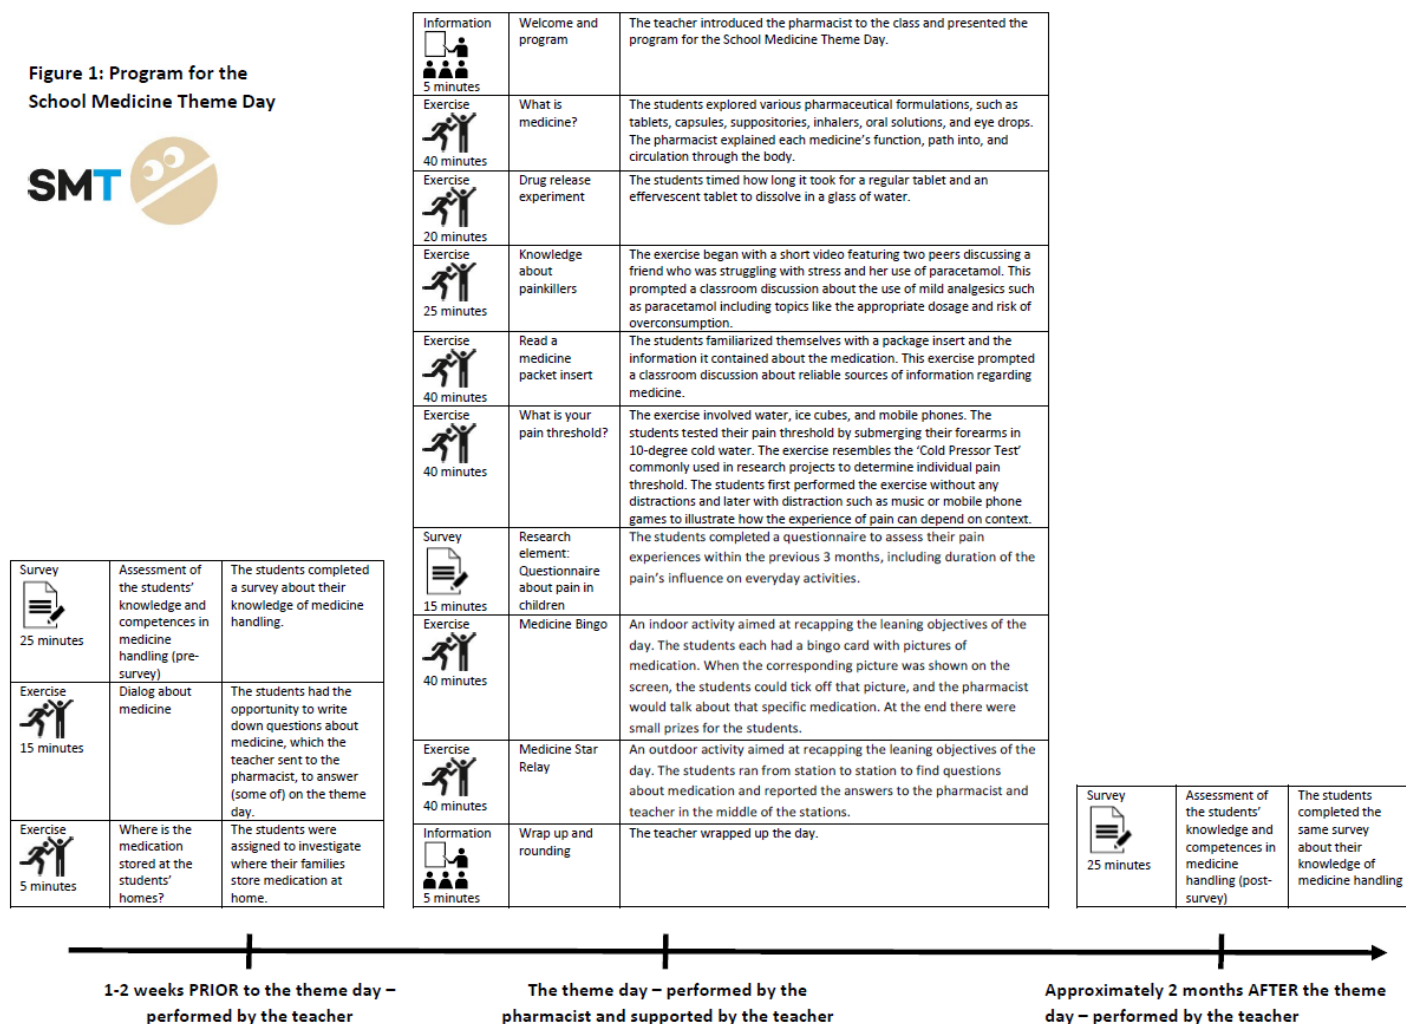 Figure 1: Program for the
School Medicine Theme Day
SMT
Information
5 minutes
Welcome and
program
The teacher introduced the pharmacist to the class and presented the
program for the School Medicine Theme Day.
Exercise
40 minutes
What is
medicine?
The students explored various pharmaceutical formulations, such as
tablets, capsules, suppositories, inhalers, oral solutions, and eye drops.
The pharmacist explained each medicine's function, path into, and
circulation through the body.
Exercise
20 minutes
Drug release
experiment
The students timed how long it took for a regular tablet and an
effervescent tablet to dissolve in a glass of water.
Exercise
25 minutes
Knowledge
about
painkillers
The exercise began with a short video featuring two peers discussing a
friend who was struggling with stress and her use of paracetamol. This
prompted a classroom discussion about the use of mild analgesics such
as paracetamol including topics like the appropriate dosage and risk of
overconsumption.
Exercise
40 minutes
Read a
medicine
packet insert
The students familiarized themselves with a package insert and the
information it contained about the medication. This exercise prompted
a classroom discussion about reliable sources of information regarding
medicine.
Exercise
40 minutes
What is your
pain threshold?
The exercise involved water, ice cubes, and mobile phones. The
students tested their pain threshold by submerging their forearms in
10-degree cold water. The exercise resembles the 'Cold Pressor Test'
commonly used in research projects to determine individual pain
threshold. The students first performed the exercise without any
distractions and later with distraction such as music or mobile phone
games to illustrate how the experience of pain can depend on context.
Survey
15 minutes
Research
element:
Questionnaire
about pain in
children
The students completed a questionnaire to assess their pain
experiences within the previous 3 months, including duration of the
pain's influence on everyday activities.
Exercise
40 minutes
Medicine Bingo
An indoor activity aimed at recapping the leaning objectives of the
day. The students each had a bingo card with pictures of
medication. When the corresponding picture was shown on the
screen, the students could tick off that picture, and the pharmacist
would talk about that specific medication. At the end there were
small prizes for the students.
Exercise
40 minutes
Medicine Star
Relay
An outdoor activity aimed at recapping the leaning objectives of the
day. The students ran from station to station to find questions
about medication and reported the answers to the pharmacist and
teacher in the middle of the stations.
Information
5 minutes
Wrap up and
rounding
The teacher wrapped up the day.
Survey
25 minutes
Assessment of
the students'
knowledge and
competences in
medicine
handling (pre-
survey)
The students completed
a survey about their
knowledge of medicine
handling.
Exercise
15 minutes
Dialog about
medicine
The students had the
opportunity to write
down questions about
medicine, which the
teacher sent to the
pharmacist, to answer
(some of) on the theme
day.
Exercise
5 minutes
Where is the
medication
stored at the
students'
homes?
The students were
assigned to investigate
where their families
store medication at
home.
Survey
25 minutes
Assessment of
the students'
knowledge and
competences in
medicine
handling (post-
survey)
The students
completed the
same survey
about their
knowledge of
medicine handling
1-2 weeks PRIOR to the theme day –
performed by the teacher
The theme day – performed by the
pharmacist and supported by the teacher
Approximately 2 months AFTER the theme
day – performed by the teacher